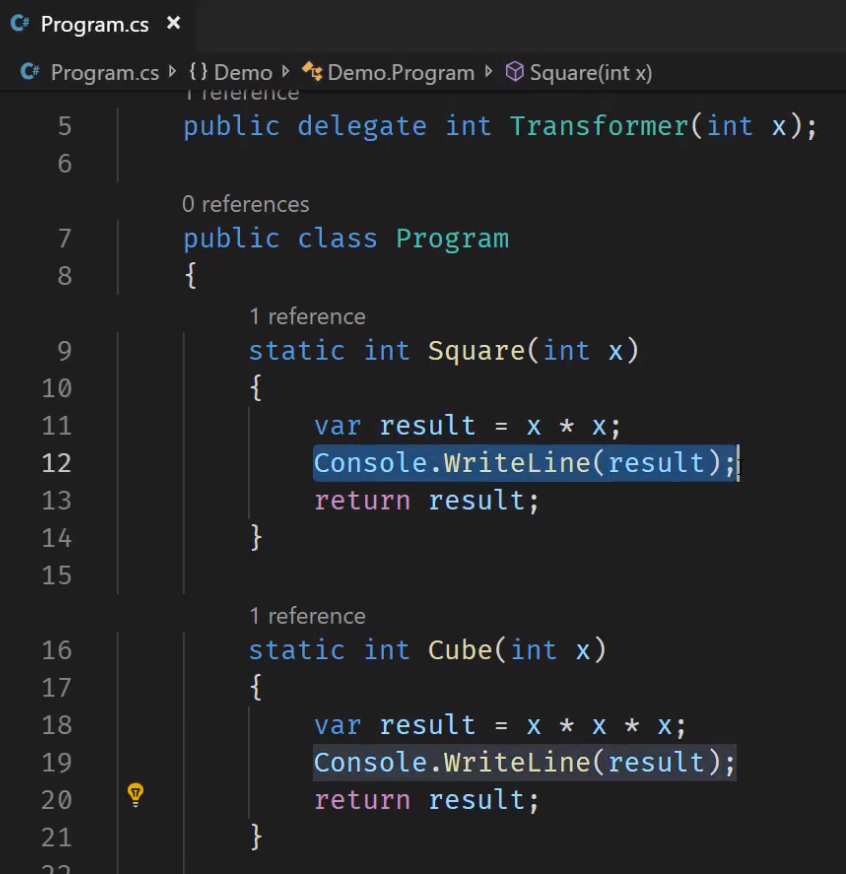 C# Program.cs ×
C# Program.cs {} Demo Demo.Program Square(int x)
1 reference
5 public delegate int Transformer(int x);
6
0 references
7 public class Program
8 {
1 reference
9 static int Square(int x)
10 {
11 var result = x * x;
12 Console.WriteLine(result);
13 return result;
14 }
15
1 reference
16 static int Cube(int x)
17 {
18 var result = x * x * x;
19 Console.WriteLine(result);
20 return result;
21 }
22